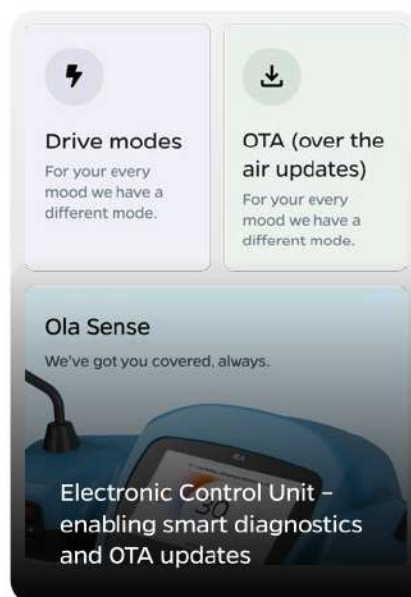 Drive modes
For your every
mood we have a
different mode.
OTA (over the
air updates)
For your every
mood we have a
different mode.
Ola Sense
We've got you covered, always.
30
Electronic Control Unit –
enabling smart diagnostics
and OTA updates